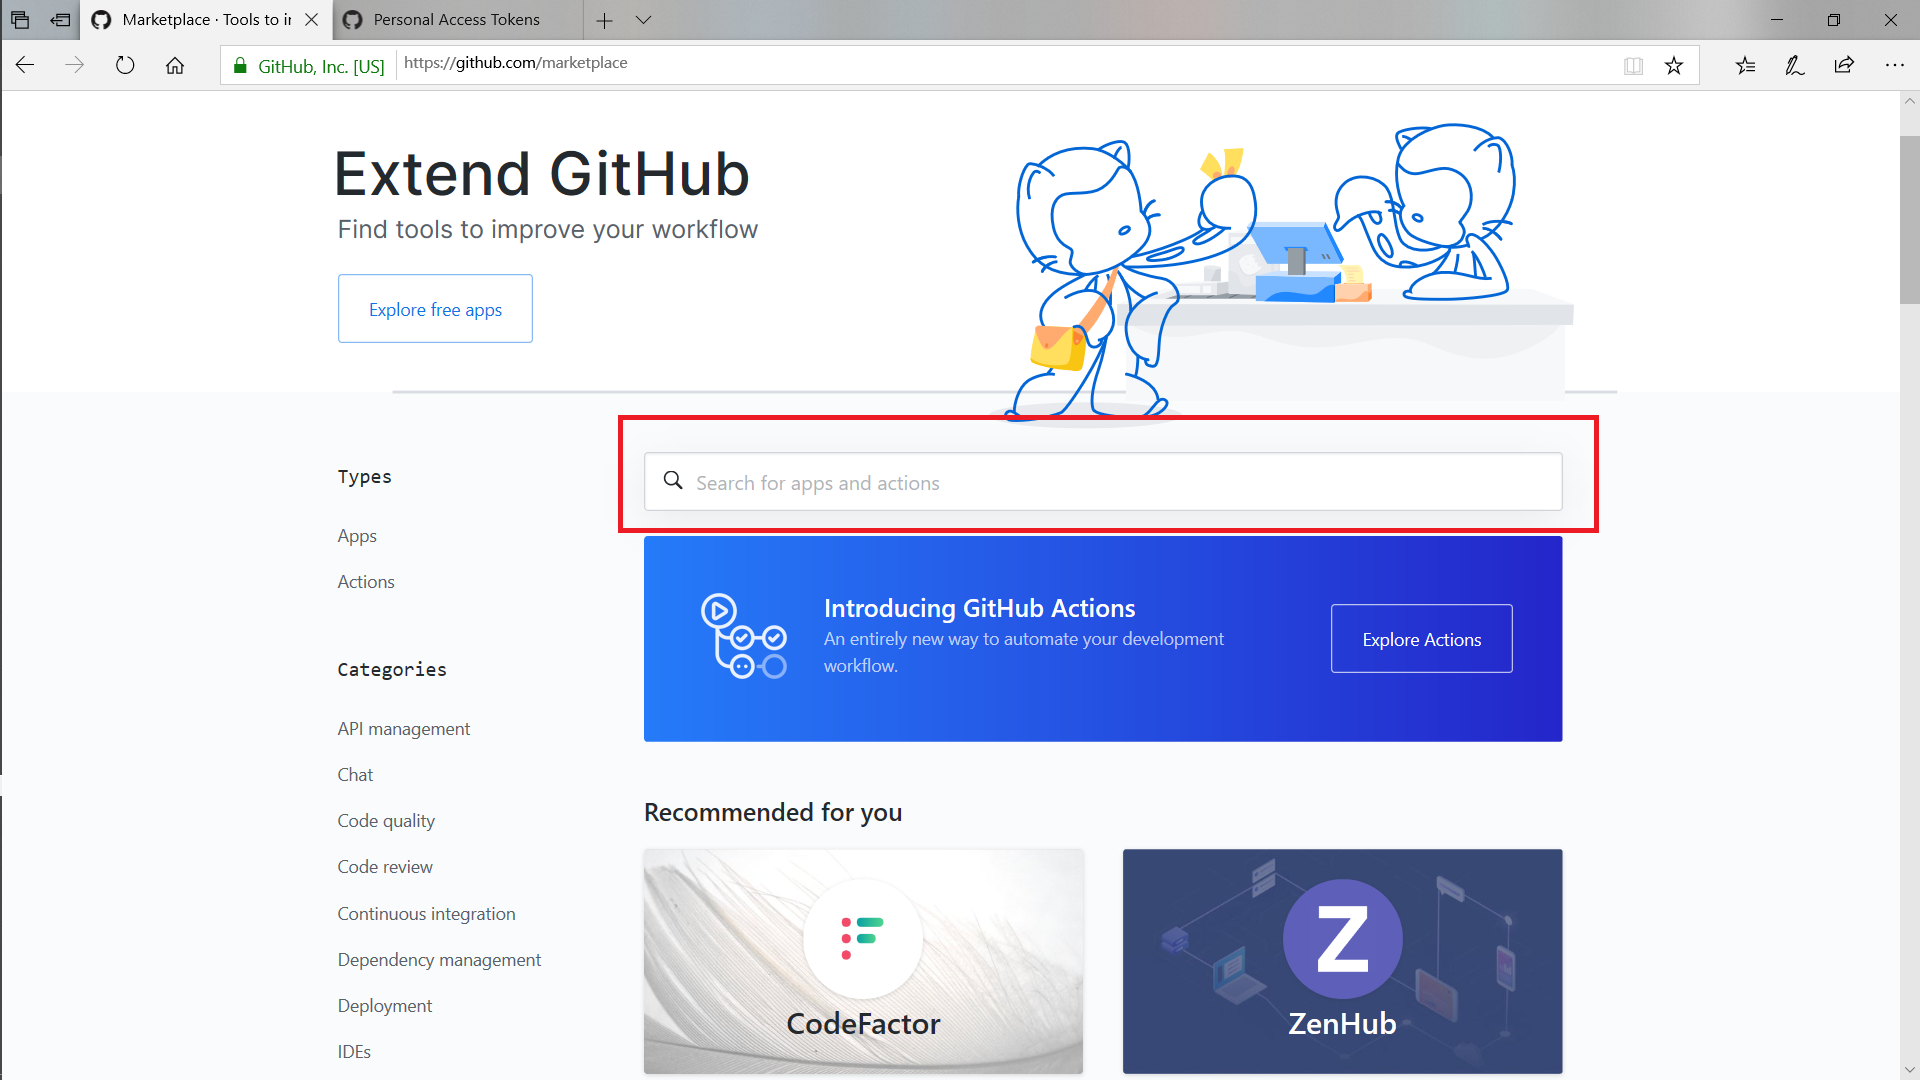 Marketplace · Tools to ir
Personal Access Tokens
GitHub, Inc. [US]
https://github.com/marketplace
Extend GitHub
Find tools to improve your workflow
Explore free apps
Types
Apps
Actions
Categories
API management
Chat
Code quality
Code review
Continuous integration
Dependency management
Deployment
IDEs
Search for apps and actions
Introducing GitHub Actions
An entirely new way to automate your development
workflow.
Explore Actions
Recommended for you
CodeFactor
Z
ZenHub